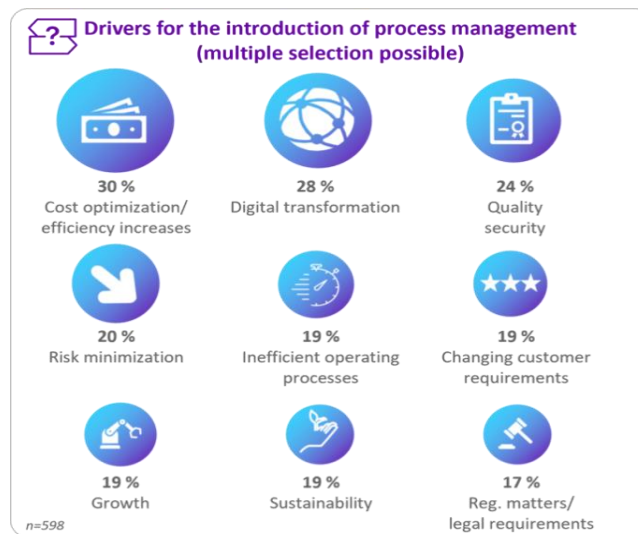 ?
Drivers for the introduction of process management
(multiple selection possible)
30 %
Cost optimization/
efficiency increases
28 %
Digital transformation
24 %
Quality
security
20 %
Risk minimization
19 %
Inefficient operating
processes
19 %
Changing customer
requirements
19 %
Growth
19 %
Sustainability
17 %
Reg. matters/
legal requirements
n=598